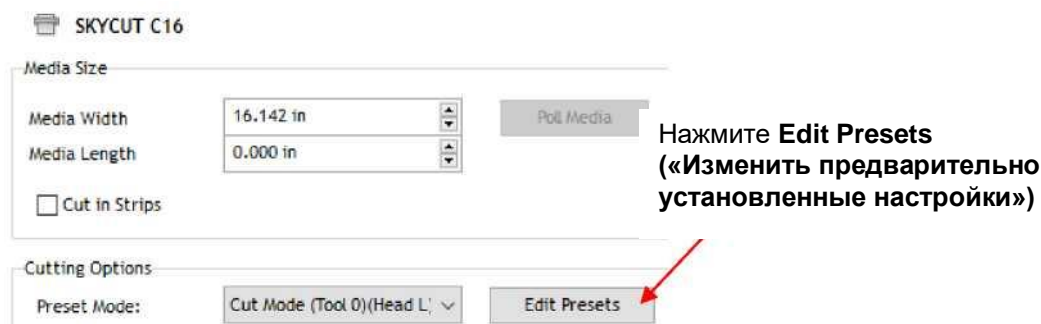 SKYCUT C16
Media Size
Media Width 16.142 in Poll Media
Media Length 0.000 in
Cut in Strips
Нажмите Edit Presets
(«Изменить предварительно
установленные настройки»)
Cutting Options
Preset Mode: Cut Mode (Tool 0)(Head L) Edit Presets